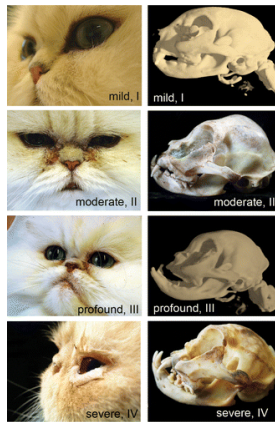 mild, I
mild, I
moderate, II
moderate, II
profound, III
profound, III
severe, IV
severe, IV